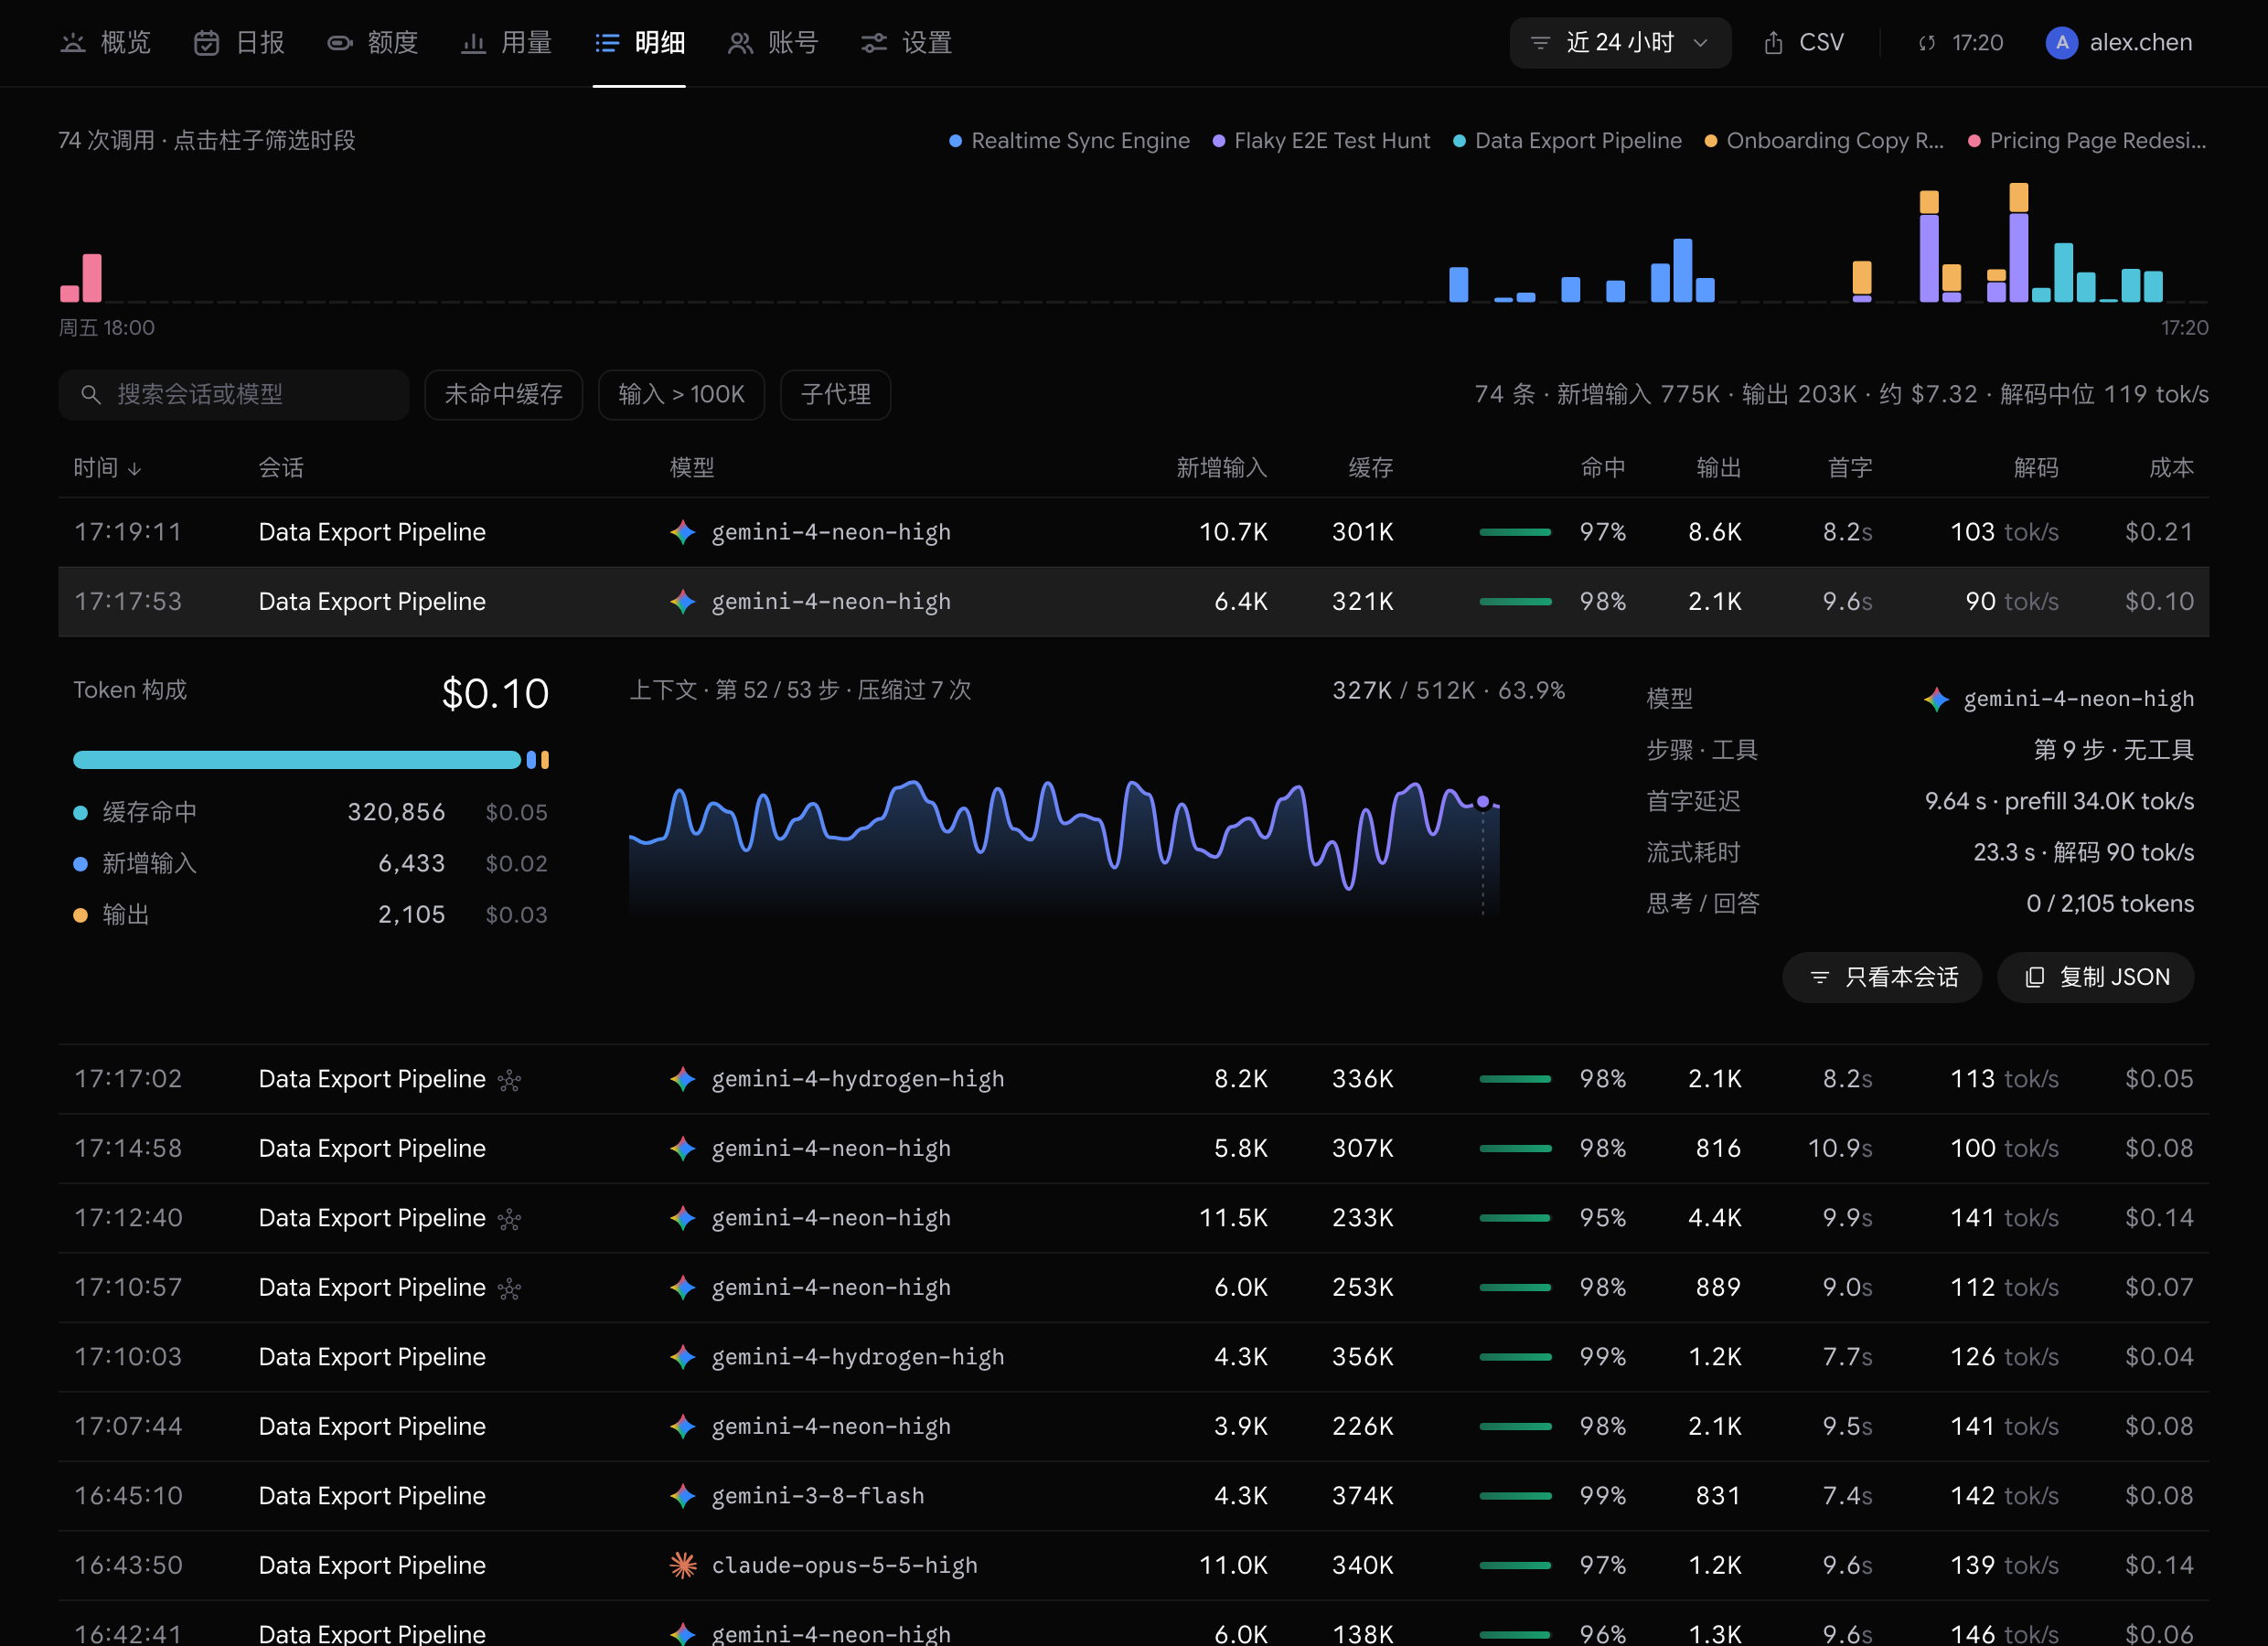 概览 日报 额度 用量 明细 账号 设置 近 24 小时 CSV 17:20 A alex.chen
74 次调用 · 点击柱子筛选时段 Realtime Sync Engine Flaky E2E Test Hunt Data Export Pipeline Onboarding Copy R... Pricing Page Redesi...
周五 18:00 17:20
搜索会话或模型 未命中缓存 输入 > 100K 子代理 74 条 · 新增输入 775K · 输出 203K · 约 $7.32 · 解码中位 119 tok/s
时间 ↓ 会话 模型 新增输入 缓存 命中 输出 首字 解码 成本
17:19:11 Data Export Pipeline gemini-4-neon-high 10.7K 301K 97% 8.6K 8.2s 103 tok/s $0.21
17:17:53 Data Export Pipeline gemini-4-neon-high 6.4K 321K 98% 2.1K 9.6s 90 tok/s $0.10
Token 构成 $0.10
缓存命中 320,856 $0.05
新增输入 6,433 $0.02
输出 2,105 $0.03
上下文 · 第 52 / 53 步 · 压缩过 7 次 327K / 512K · 63.9%
模型 gemini-4-neon-high
步骤 · 工具 第 9 步 · 无工具
首字延迟 9.64 s · prefill 34.0K tok/s
流式耗时 23.3 s · 解码 90 tok/s
思考 / 回答 0 / 2,105 tokens
只看本会话 复制 JSON
17:17:02 Data Export Pipeline gemini-4-hydrogen-high 8.2K 336K 98% 2.1K 8.2s 113 tok/s $0.05
17:14:58 Data Export Pipeline gemini-4-neon-high 5.8K 307K 98% 816 10.9s 100 tok/s $0.08
17:12:40 Data Export Pipeline gemini-4-neon-high 11.5K 233K 95% 4.4K 9.9s 141 tok/s $0.14
17:10:57 Data Export Pipeline gemini-4-neon-high 6.0K 253K 98% 889 9.0s 112 tok/s $0.07
17:10:03 Data Export Pipeline gemini-4-hydrogen-high 4.3K 356K 99% 1.2K 7.7s 126 tok/s $0.04
17:07:44 Data Export Pipeline gemini-4-neon-high 3.9K 226K 98% 2.1K 9.5s 141 tok/s $0.08
16:45:10 Data Export Pipeline gemini-3-8-flash 4.3K 374K 99% 831 7.4s 142 tok/s $0.08
16:43:50 Data Export Pipeline claude-opus-5-5-high 11.0K 340K 97% 1.2K 9.6s 139 tok/s $0.14
16:42:41 Data Export Pipeline gemini-4-neon-high 6.0K 138K 96% 1.3K 9.6s 146 tok/s $0.06